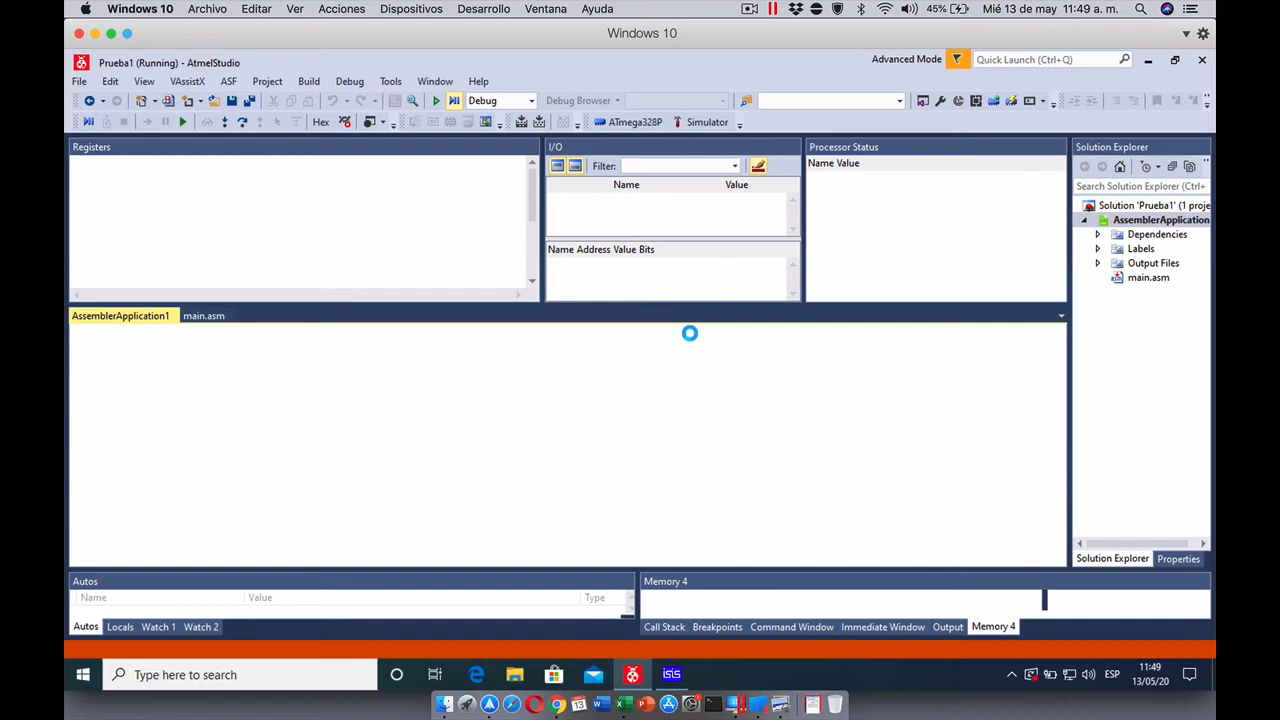 Windows 10 Archivo Editar Ver Acciones Dispositivos Desarrollo Ventana Ayuda 45% Mié 13 de may 11:49 a. m.
Windows 10
Prueba1 (Running) - AtmelStudio Advanced Mode Quick Launch (Ctrl+Q)
File Edit View VAssistX ASF Project Build Debug Tools Window Help
Debug Debug Browser
Hex ATmega328P Simulator
Registers I/O Processor Status Solution Explorer
Filter: Name Value
Name Value Search Solution Explorer (Ctrl+
Solution 'Prueba1' (1 proje
AssemblerApplication
Dependencies
Name Address Value Bits Labels
Output Files
main.asm
AssemblerApplication1 main.asm
Solution Explorer Properties
Autos Memory 4
Name Value Type
Autos Locals Watch 1 Watch 2 Call Stack Breakpoints Command Window Immediate Window Output Memory 4
Type here to search isis ESP 11:49
13/05/20